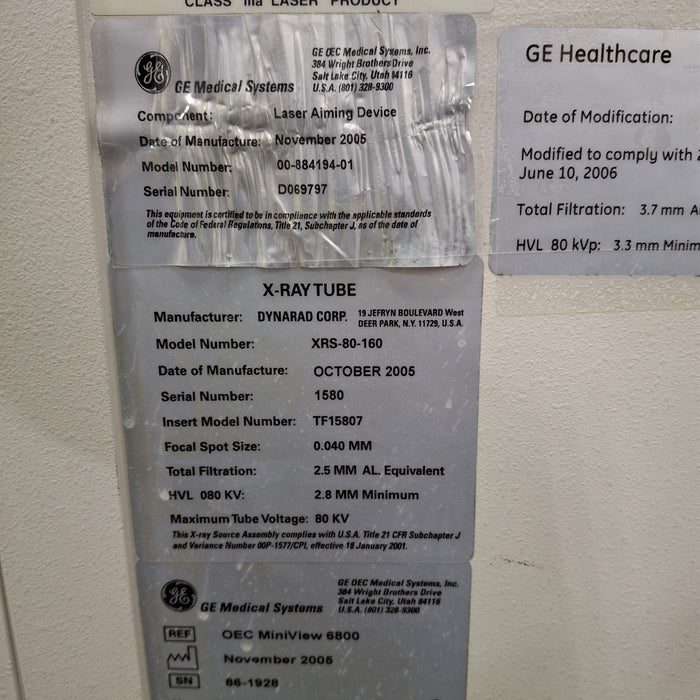 CLASS IIIa LASER PRODUCT
GE
GE Medical Systems
GE OEC Medical Systems, Inc.
384 Wright Brothers Drive
Salt Lake City, Utah 84116
U.S.A. (801) 328-9300
Component: Laser Aiming Device
Date of Manufacture: November 2005
Model Number: 00-884194-01
Serial Number: D069797
This equipment is certified to be in compliance with the applicable standards
of the Code of Federal Regulations, Title 21, Subchapter J, as of the date of
manufacture.
GE Healthcare
Date of Modification:
Modified to comply with
June 10, 2006
Total Filtration: 3.7 mm
HVL 80 kVp: 3.3 mm Minim
X-RAY TUBE
Manufacturer: DYNARAD CORP. 19 JEFRYN BOULEVARD West
DEER PARK, N.Y. 11729, U.S.A.
Model Number: XRS-80-160
Date of Manufacture: OCTOBER 2005
Serial Number: 1580
Insert Model Number: TF15807
Focal Spot Size: 0.040 MM
Total Filtration: 2.5 MM AL. Equivalent
HVL 080 KV: 2.8 MM Minimum
Maximum Tube Voltage: 80 KV
This X-ray Source Assembly complies with U.S.A. Title 21 CFR Subchapter J
and Variance Number 00P-1577/CPI, effective 18 January 2001.
GE
GE Medical Systems
GE OEC Medical Systems, Inc.
384 Wright Brothers Drive
Salt Lake City, Utah 84116
U.S.A. (801) 328-9300
REF OEC MiniView 6800
November 2005
SN 86-1928